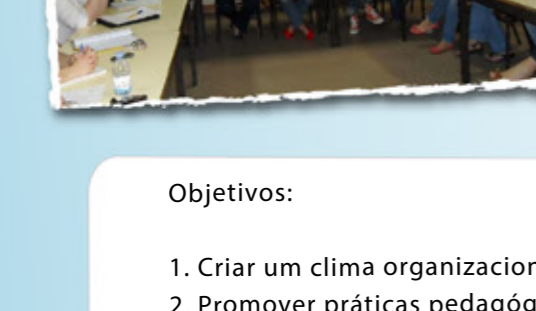 Objetivos:
1. Criar um clima organizacion
2. Promover práticas pedagóg